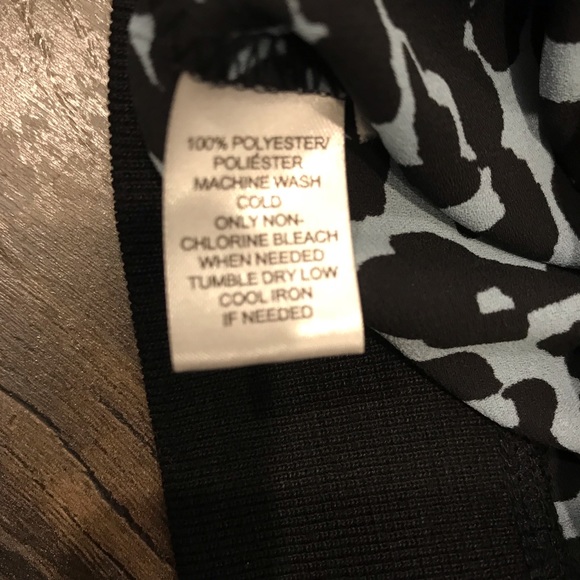 100% POLYESTER/
POLIÉSTER
MACHINE WASH
COLD
ONLY NON-
CHLORINE BLEACH
WHEN NEEDED
TUMBLE DRY LOW
COOL IRON
IF NEEDED